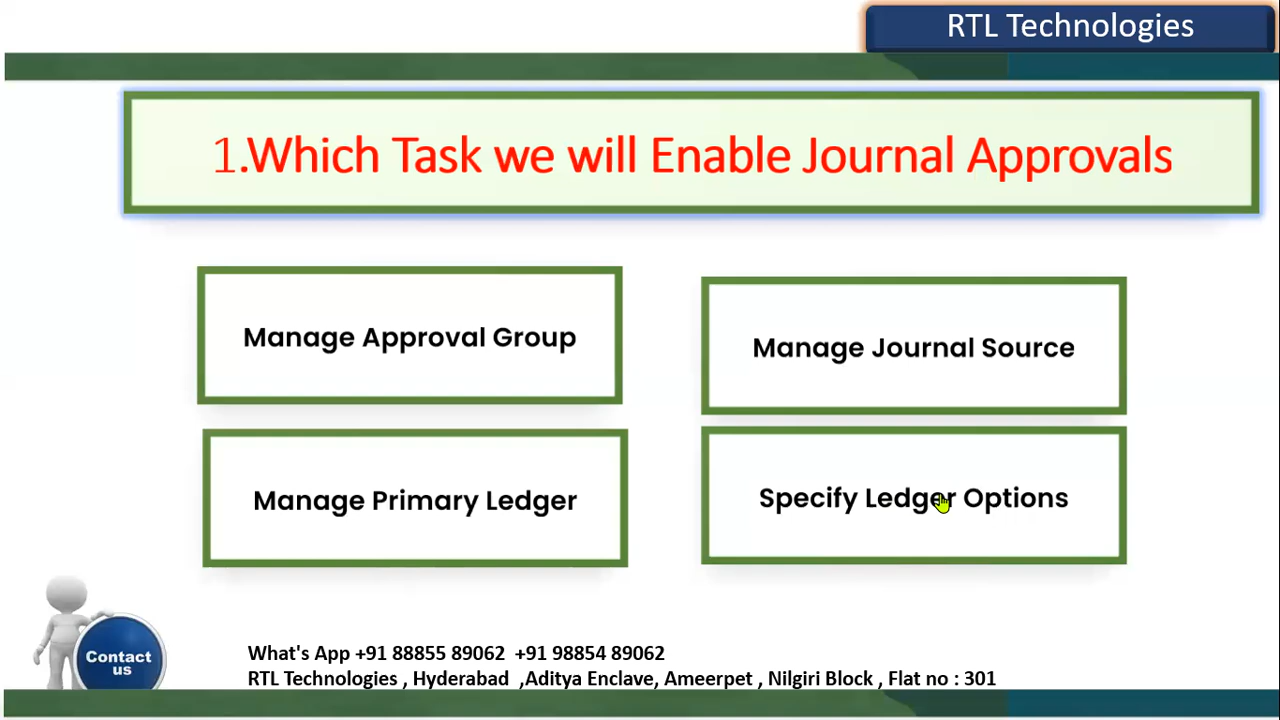 RTL Technologies
1.Which Task we will Enable Journal Approvals
Manage Approval Group
Manage Journal Source
Manage Primary Ledger
Specify Ledger Options
Contact
us
What's App +91 88855 89062 +91 98854 89062
RTL Technologies , Hyderabad ,Aditya Enclave, Ameerpet , Nilgiri Block , Flat no : 301